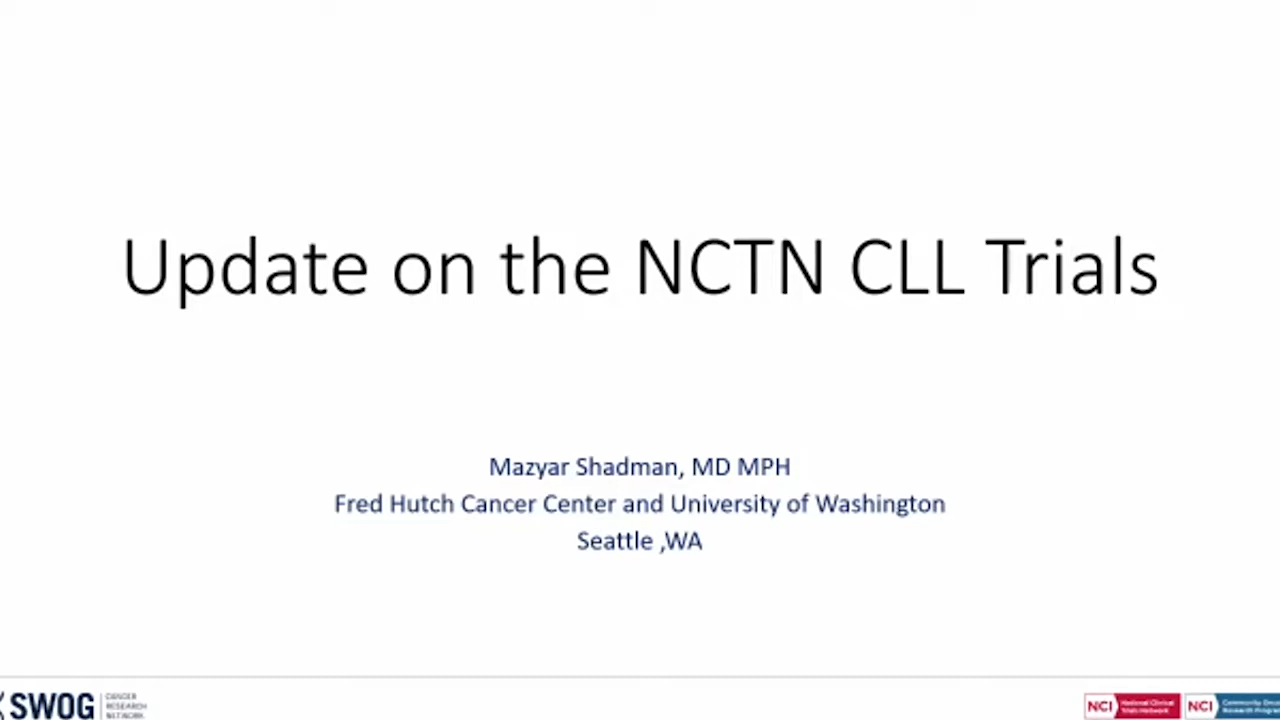 Update on the NCTN CLL Trials
Mazyar Shadman, MD MPH
Fred Hutch Cancer Center and University of Washington
Seattle ,WA
SWOG
CANCER
RESEARCH
NETWORK
NCI National Clinical
Trials Network
NCI Community Onco
Research Program